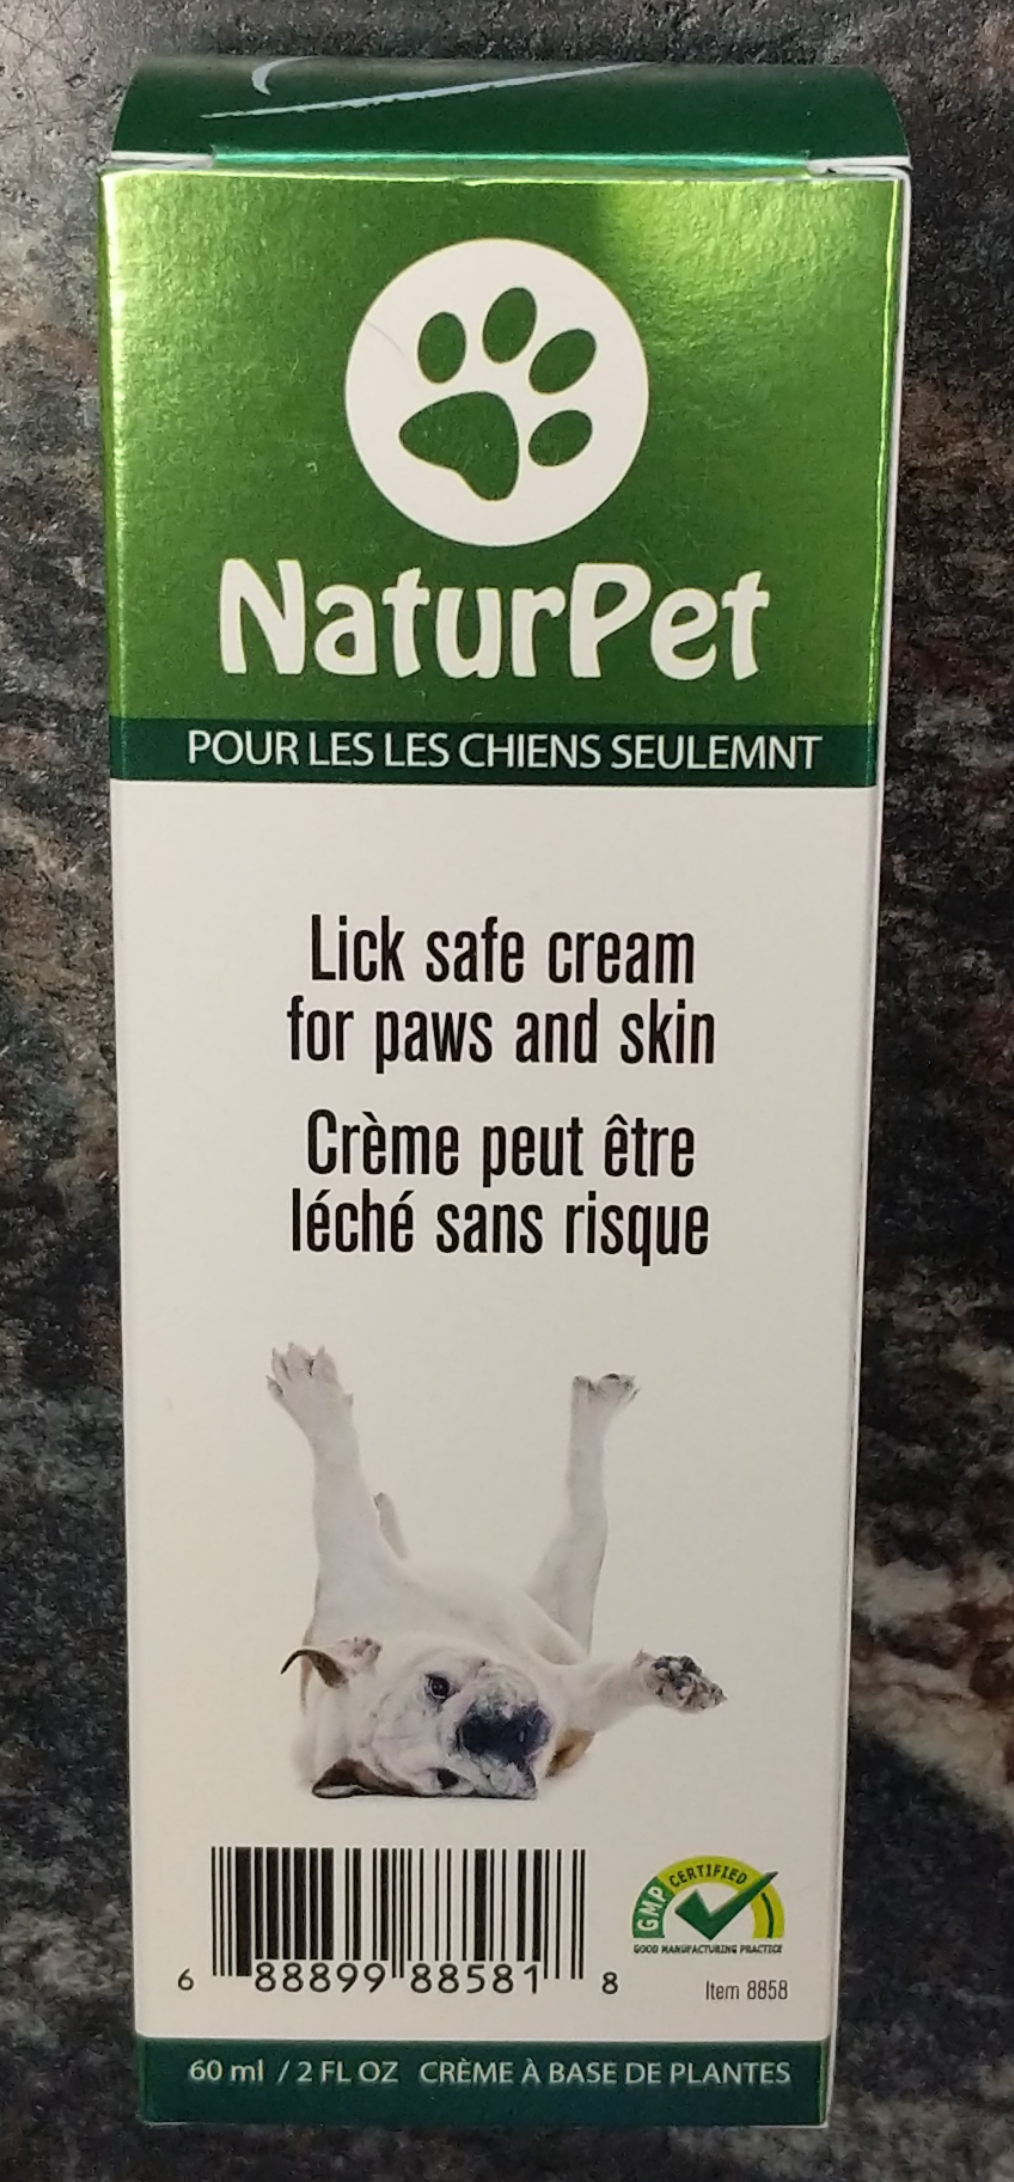 NaturPet
POUR LES LES CHIENS SEULEMNT
Lick safe cream
for paws and skin
Crème peut être
léché sans risque
GMP CERTIFIED
GOOD MANUFACTURING PRACTICE
6 88899 88581 8
Item 8858
60 ml / 2 FL OZ CRÈME À BASE DE PLANTES